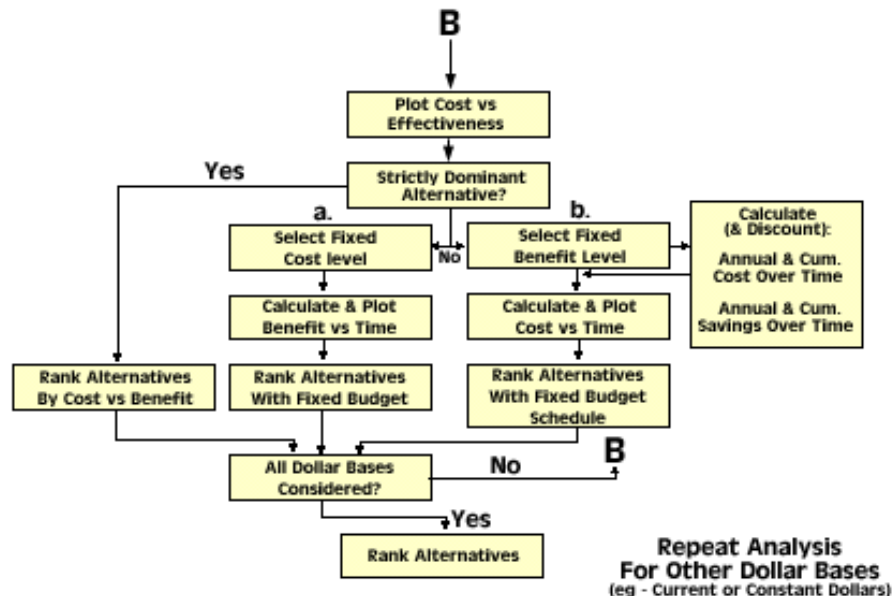 B
Plot Cost vs
Effectiveness
Yes
Strictly Dominant
Alternative?
a.
Select Fixed
Cost level
No
b.
Select Fixed
Benefit Level
Calculate
(& Discount):
Annual & Cum.
Cost Over Time
Annual & Cum.
Savings Over Time
Calculate & Plot
Benefit vs Time
Calculate & Plot
Cost vs Time
Rank Alternatives
By Cost vs Benefit
Rank Alternatives
With Fixed Budget
Rank Alternatives
With Fixed Budget
Schedule
All Dollar Bases
Considered?
No
B
Yes
Rank Alternatives
Repeat Analysis
For Other Dollar Bases
(eg - Current or Constant Dollars)